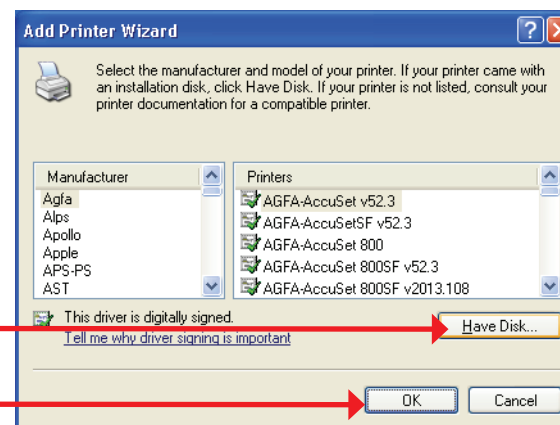 Add Printer Wizard
Select the manufacturer and model of your printer. If your printer came with
an installation disk, click Have Disk. If your printer is not listed, consult your
printer documentation for a compatible printer.
Manufacturer
Agfa
Alps
Apollo
Apple
APS-PS
AST
Printers
AGFA-AccuSet v52.3
AGFA-AccuSetSF v52.3
AGFA-AccuSet 800
AGFA-AccuSet 800SF v52.3
AGFA-AccuSet 800SF v2013.108
This driver is digitally signed.
Tell me why driver signing is important
Have Disk...
OK
Cancel